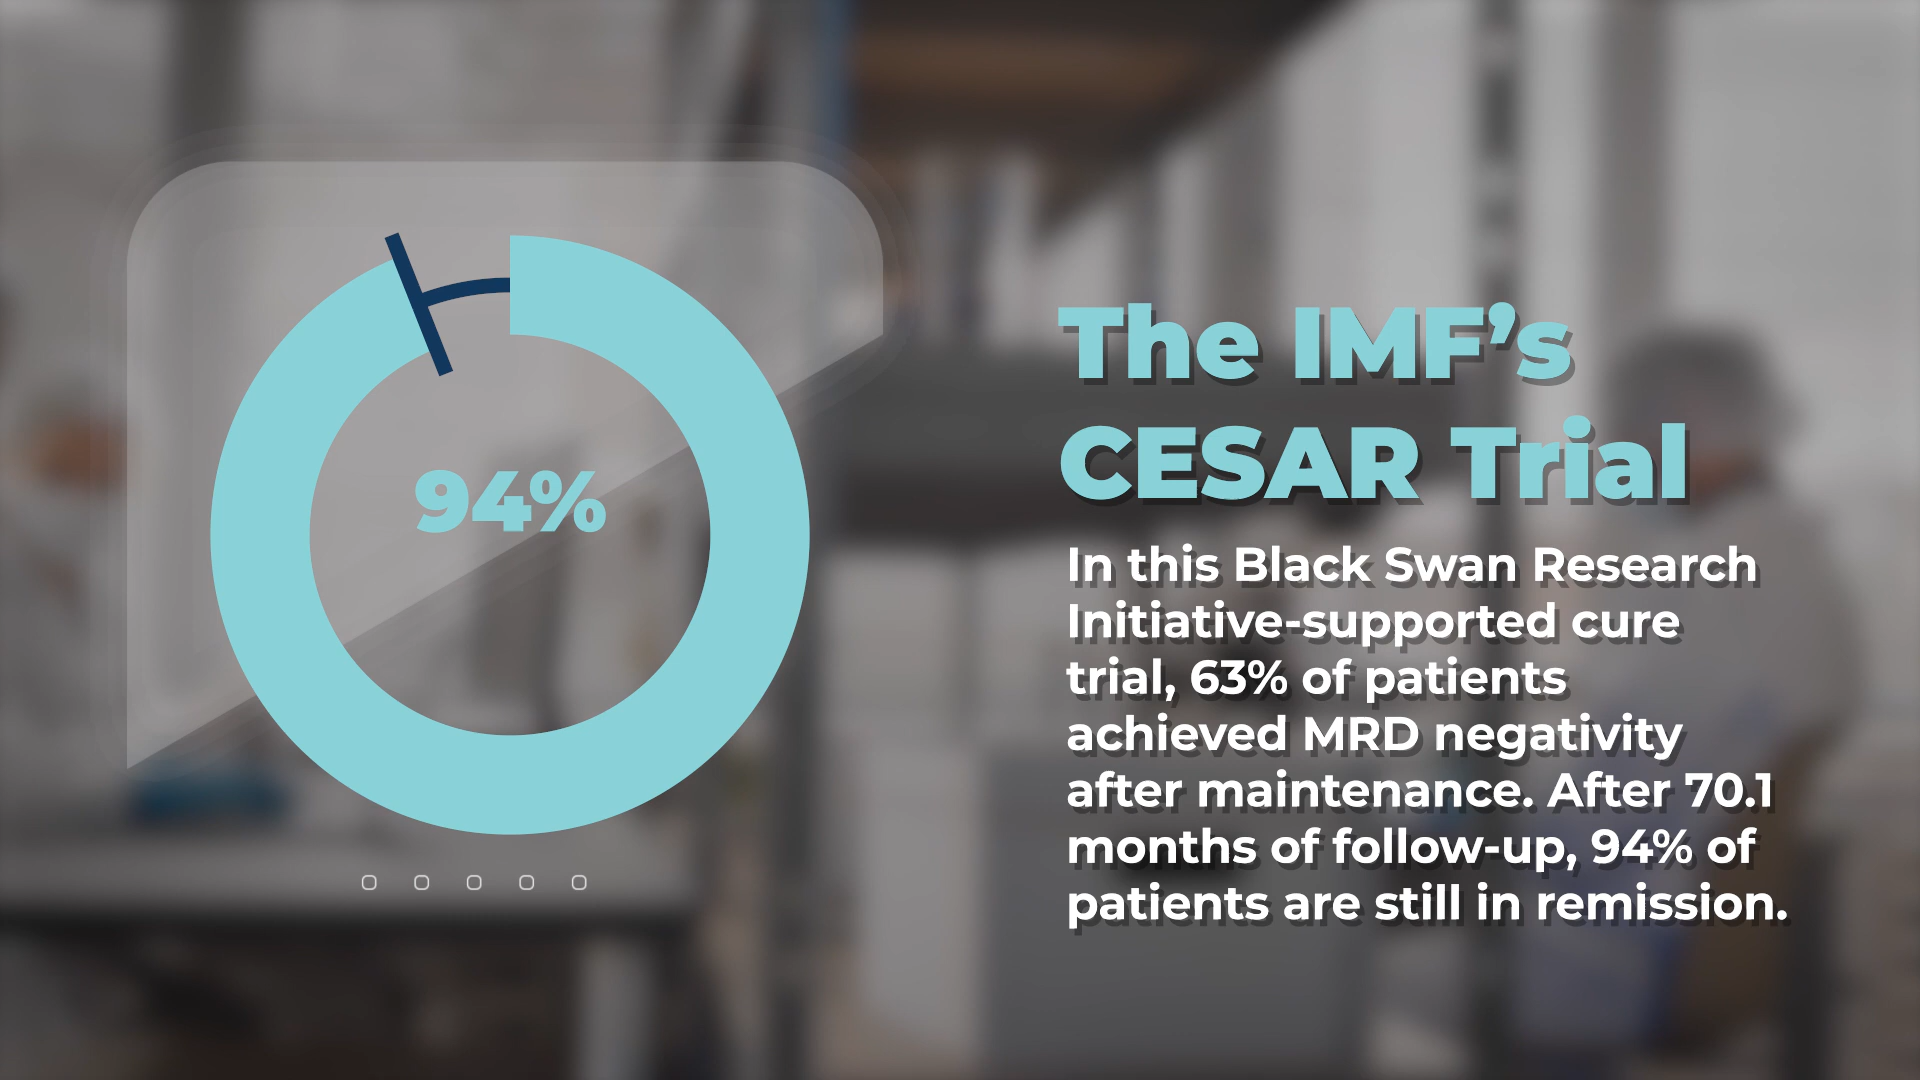 94%
The IMF’s
CESAR Trial
In this Black Swan Research
Initiative-supported cure
trial, 63% of patients
achieved MRD negativity
after maintenance. After 70.1
months of follow-up, 94% of
patients are still in remission.